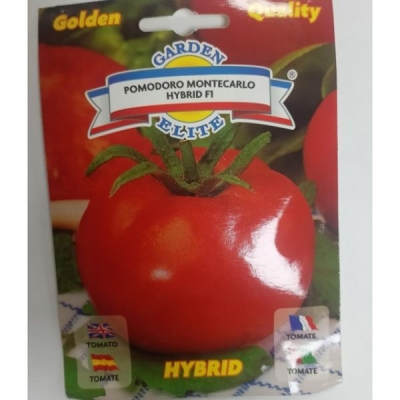 Golden Quality
GARDEN
POMODORO MONTECARLO
HYBRID F1
ELITE
®
TOMATO
TOMATE
TOMATE
TOMATE
HYBRID